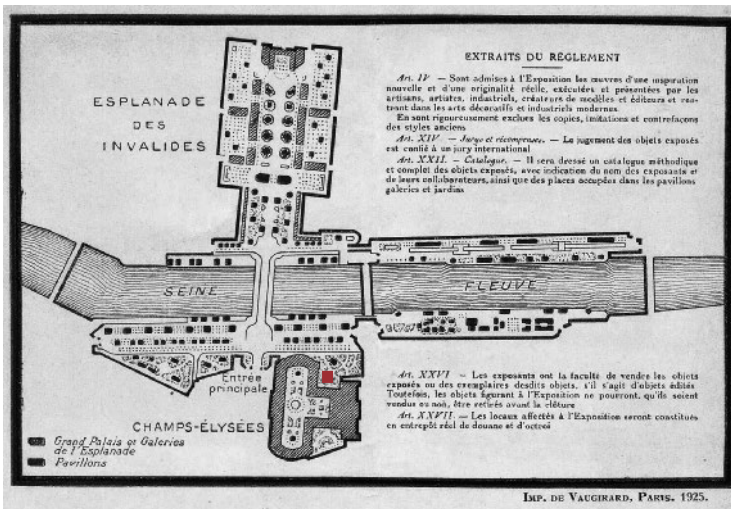 ESPLANADE
DES
INVALIDES
EXTRAITS DU RÈGLEMENT
Art. IV — Sont admises à l'Exposition les œuvres d'une inspiration
nouvelle et d'une originalité réelle, exécutées et présentées par les
artisans, artistes, industriels, créateurs de modèles et éditeurs et ren-
trant dans les arts décoratifs et industriels modernes
En sont rigoureusement exclues les copies, imitations et contrefaçons
des styles anciens
Art. XIV — Jurys et récompenses. — Le jugement des objets exposés
est confié à un jury international
Art. XXII. — Catalogue. — Il sera dressé un catalogue méthodique
et complet des objets exposés, avec indication du nom des exposants et
de leurs collaborateurs, ainsi que des places occupées dans les pavillons
galeries et jardins
SEINE
FLEUVE
Entrée
principale
CHAMPS-ÉLYSÉES
Grand Palais et Galeries
de l'Esplanade
Pavillons
Art. XXVI — Les exposants ont la faculté de vendre les objets
exposés ou des exemplaires desdits objets, s'il s'agit d'objets édités
Toutefois, les objets figurant à l'Exposition ne pourront, qu'ils soient
vendus ou non, être retirés avant la clôture
Art. XXVII. — Les locaux affectés à l'Exposition seront constitués
en entrepôt réel de douane et d'octroi
IMP. DE VAUGIRARD, PARIS. 1925.